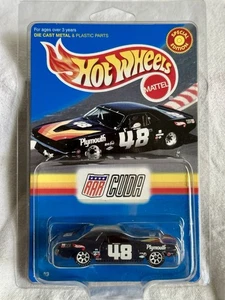 For ages over 3 years
DIE CAST METAL & PLASTIC PARTS
SPECIAL
EDITION
Hot Wheels
MATTEL
48
Plymouth
AAR
CUDA
48
Plymouth